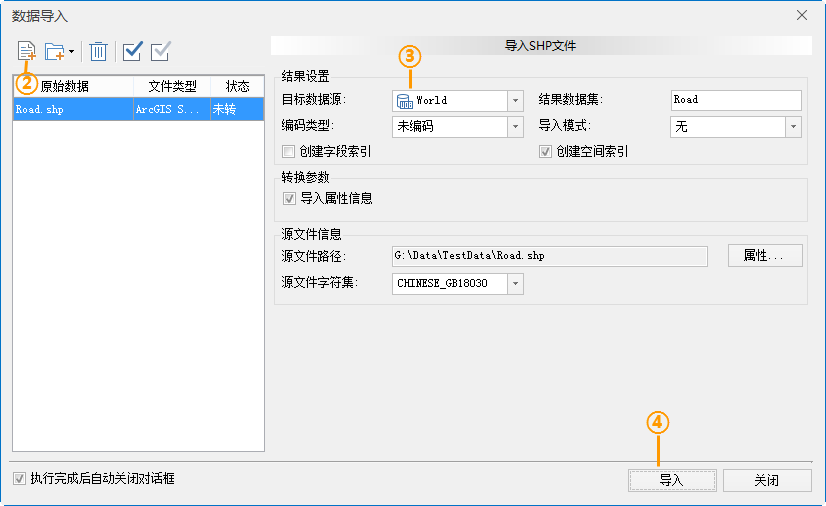 数据导入
导入SHP文件
②
③
原始数据 文件类型 状态
Road.shp ArcGIS S... 未转
结果设置
目标数据源: World 结果数据集: Road
编码类型: 未编码 导入模式: 无
创建字段索引 创建空间索引
转换参数
导入属性信息
源文件信息
源文件路径: G:\Data\TestData\Road.shp 属性...
源文件字符集: CHINESE_GB18030
④
执行完成后自动关闭对话框 导入 关闭